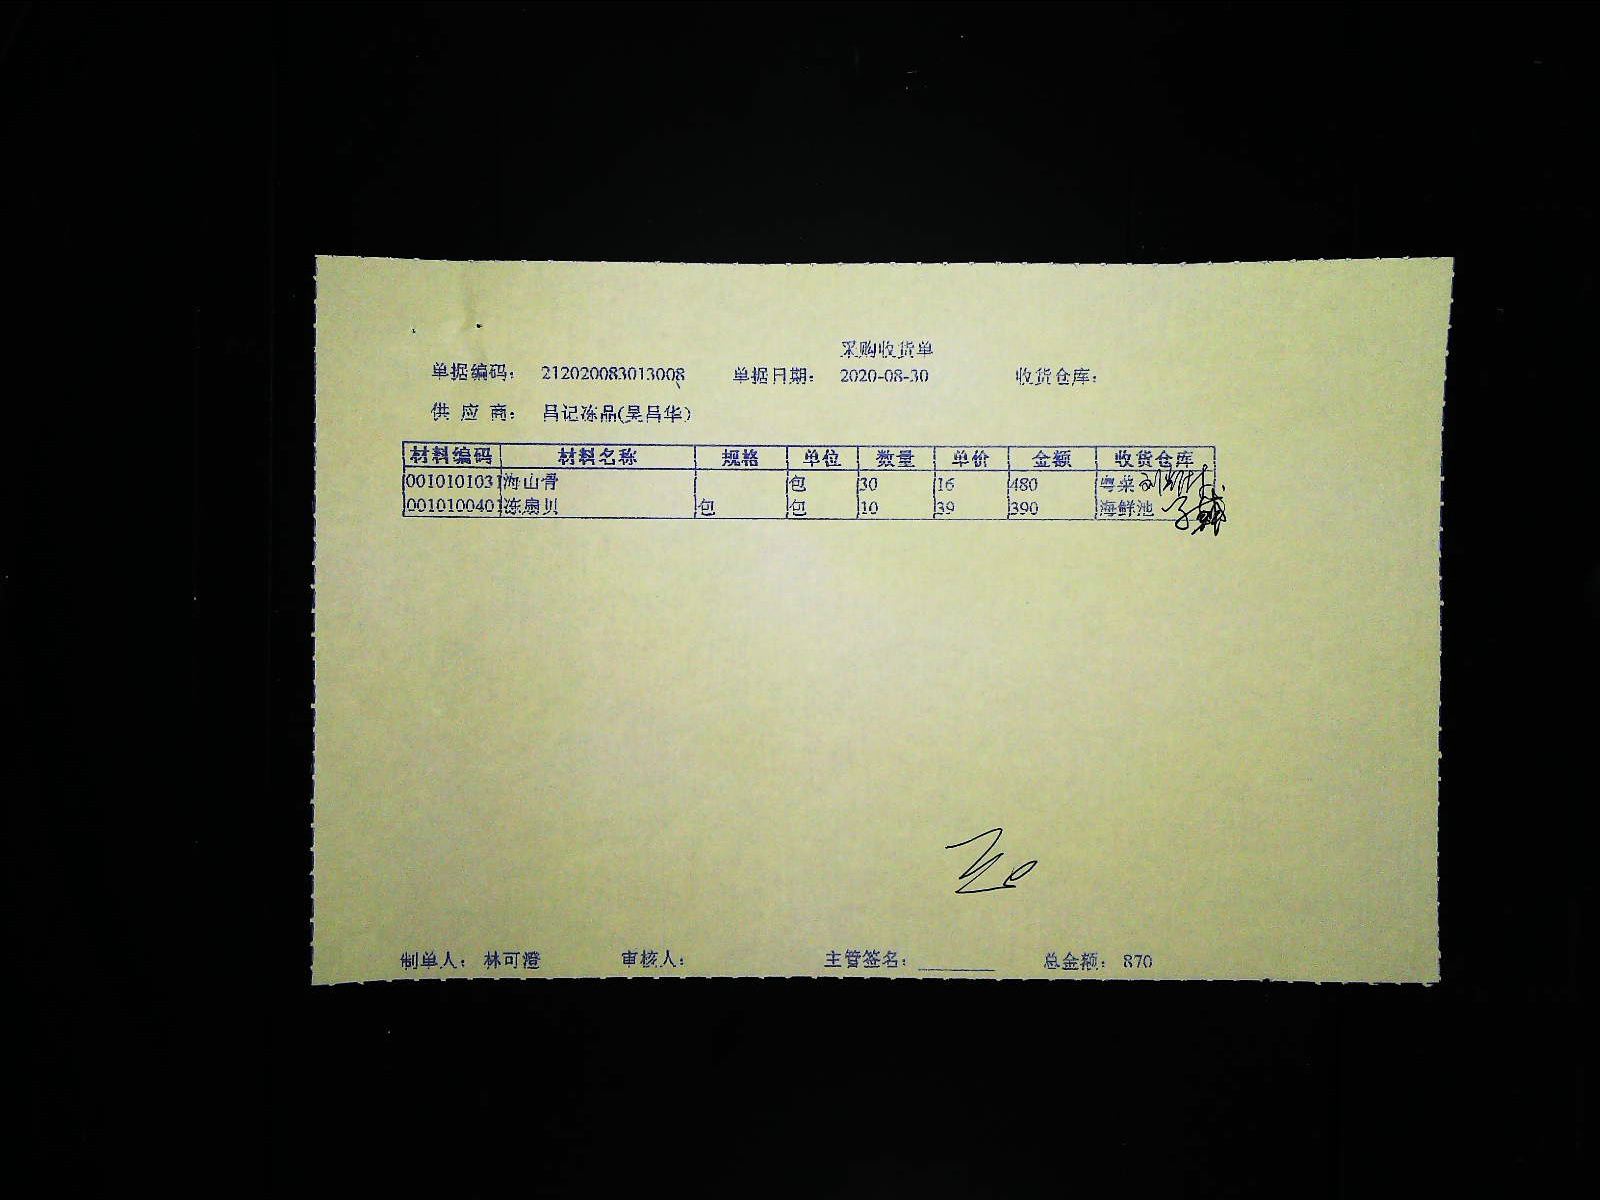 采购收货单
单据编码： 212020083013008 单据日期： 2020-08-30 收货仓库：
供 应 商： 昌记冻品(吴昌华)
材料编码 材料名称 规格 单位 数量 单价 金额 收货仓库
0010101031 海山骨 包 30 16 480 粤菜
0010100401 冻扇贝 包 包 10 39 390 海鲜池
制单人： 林可澄 审核人： 主管签名： 总金额： 870